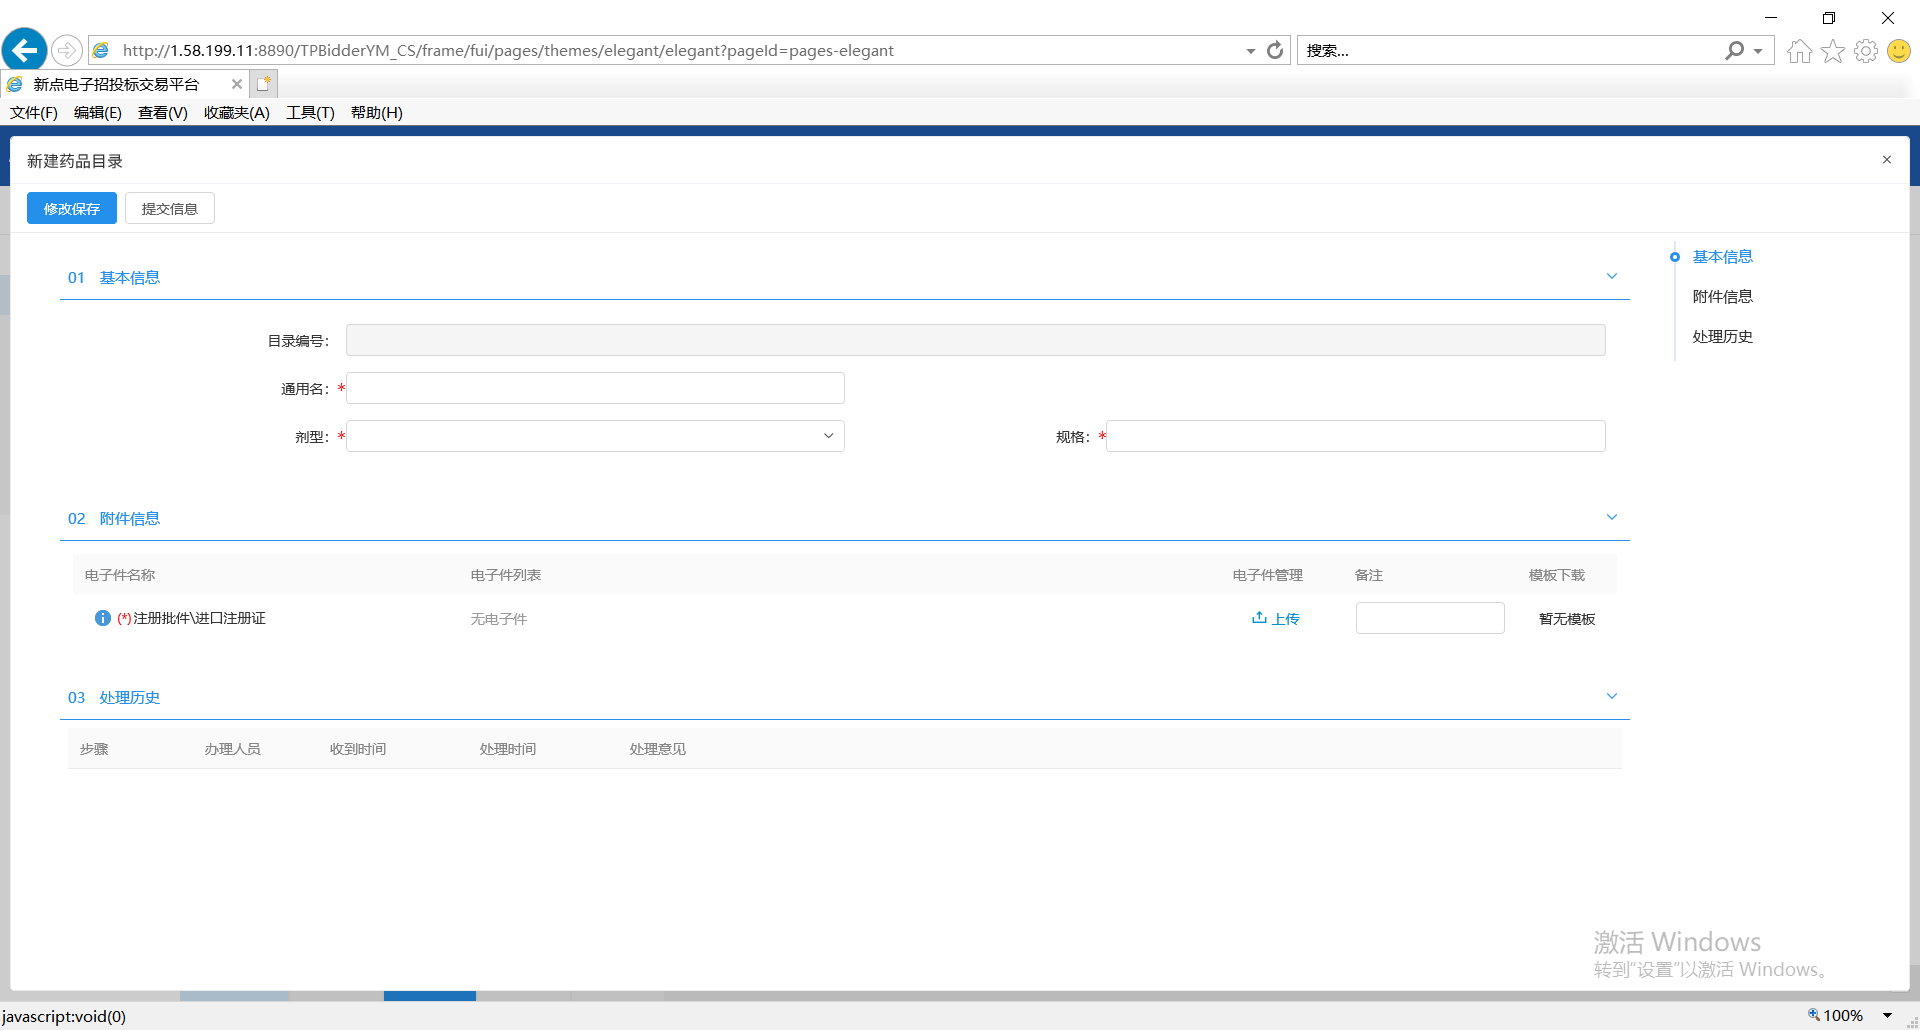 http://1.58.199.11:8890/TPBidderYM_CS/frame/fui/pages/themes/elegant/elegant?pageId=pages-elegant
搜索...
新点电子招投标交易平台
文件(F) 编辑(E) 查看(V) 收藏夹(A) 工具(T) 帮助(H)
新建药品目录
修改保存 提交信息
基本信息
附件信息
处理历史
01 基本信息
目录编号：
通用名：*
剂型：* 规格：*
02 附件信息
电子件名称 电子件列表 电子件管理 备注 模板下载
(*)注册批件\进口注册证 无电子件 上传 暂无模板
03 处理历史
步骤 办理人员 收到时间 处理时间 处理意见
激活 Windows
转到“设置”以激活 Windows。
javascript:void(0) 100%